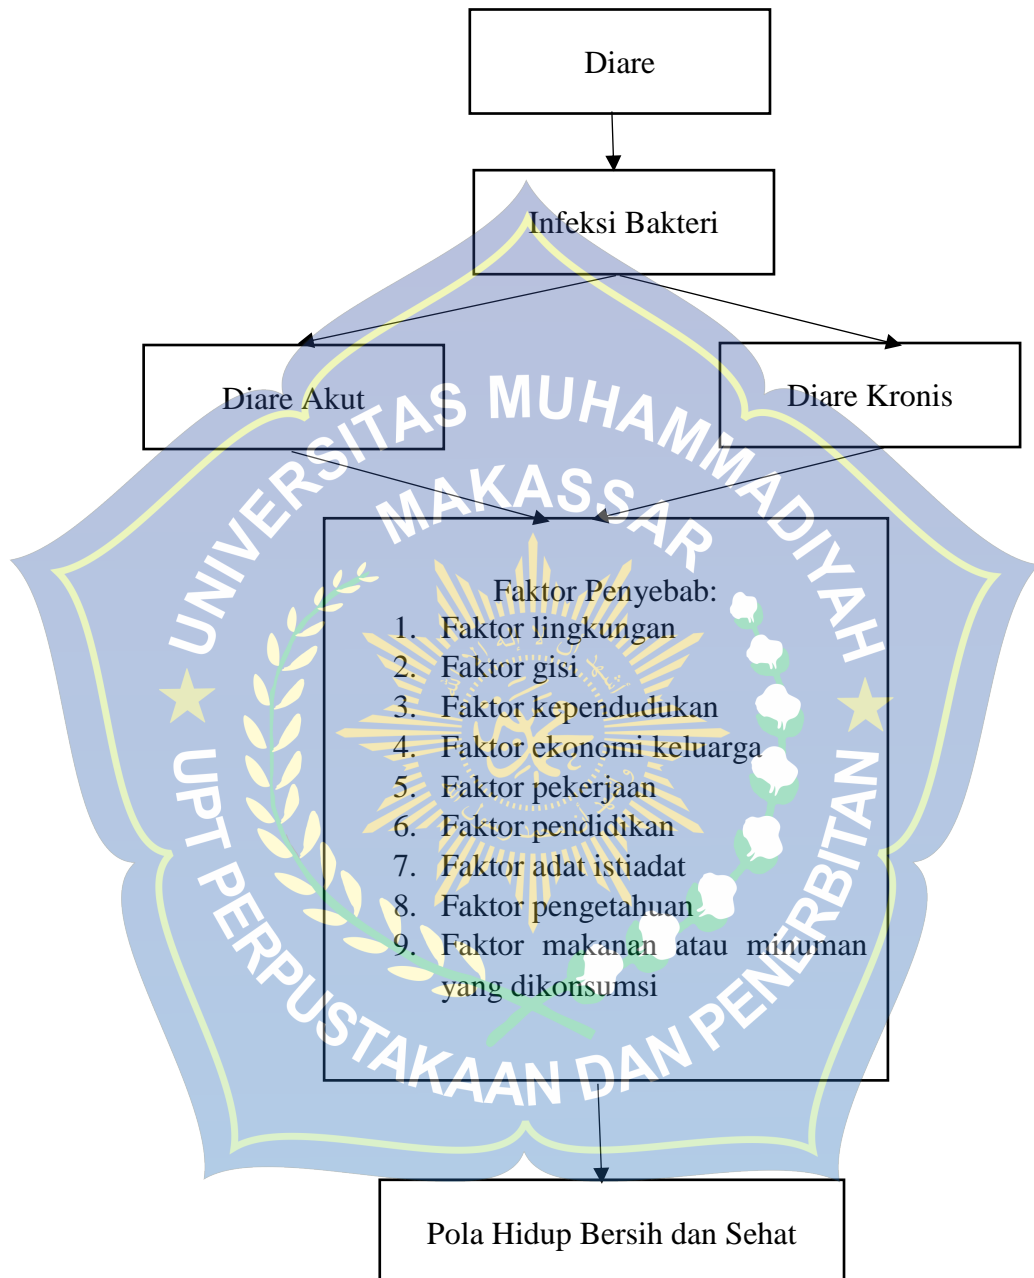 Diare
Infeksi Bakteri
Diare Akut
Diare Kronis
UNIVERSITAS MUHAMMADIYAH
MAKASSAR
Faktor Penyebab:
1. Faktor lingkungan
2. Faktor gisi
3. Faktor kependudukan
4. Faktor ekonomi keluarga
5. Faktor pekerjaan
6. Faktor pendidikan
7. Faktor adat istiadat
8. Faktor pengetahuan
9. Faktor makanan atau minuman
yang dikonsumsi
UPT PERPUSTAKAAN DAN PENERBITAN
Pola Hidup Bersih dan Sehat